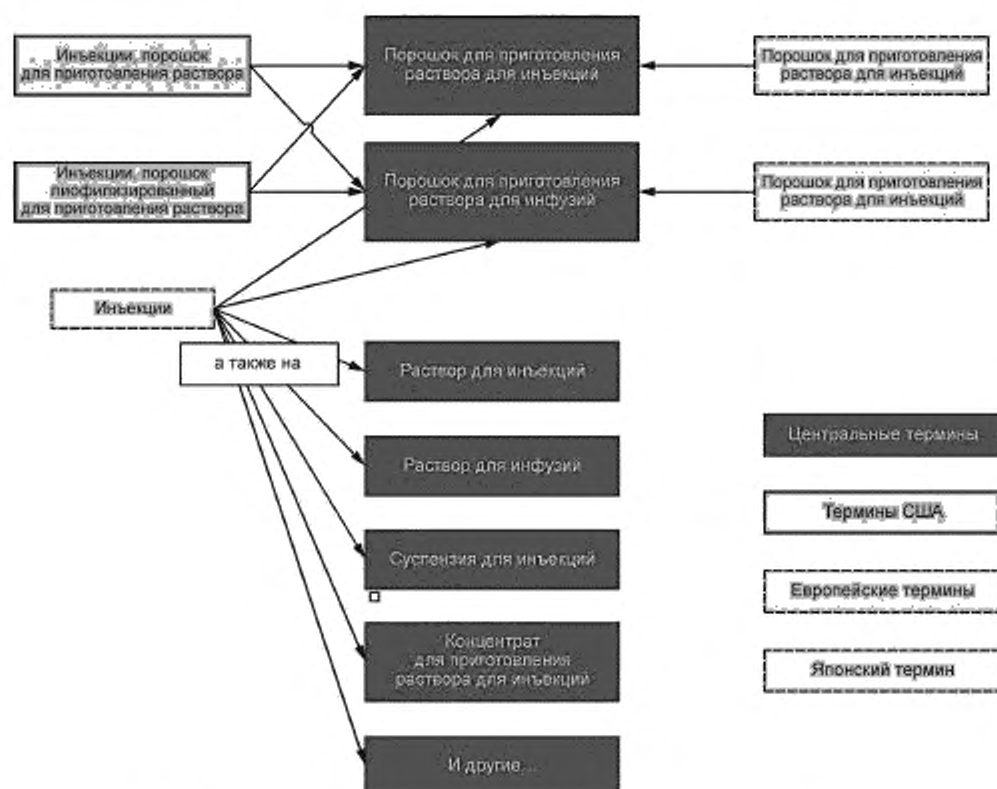 Инъекции, порошок
для приготовления раствора
Порошок для приготовления
раствора для инъекций
Порошок для приготовления
раствора для инъекций
Инъекции, порошок
лиофилизированный
для приготовления раствора
Порошок для приготовления
раствора для инфузий
Порошок для приготовления
раствора для инъекций
Инъекции
а также на
Раствор для инъекций
Раствор для инфузий
Суспензия для инъекций
Концентрат
для приготовления
раствора для инъекций
И другие...
Центральные термины
Термины США
Европейские термины
Японский термин